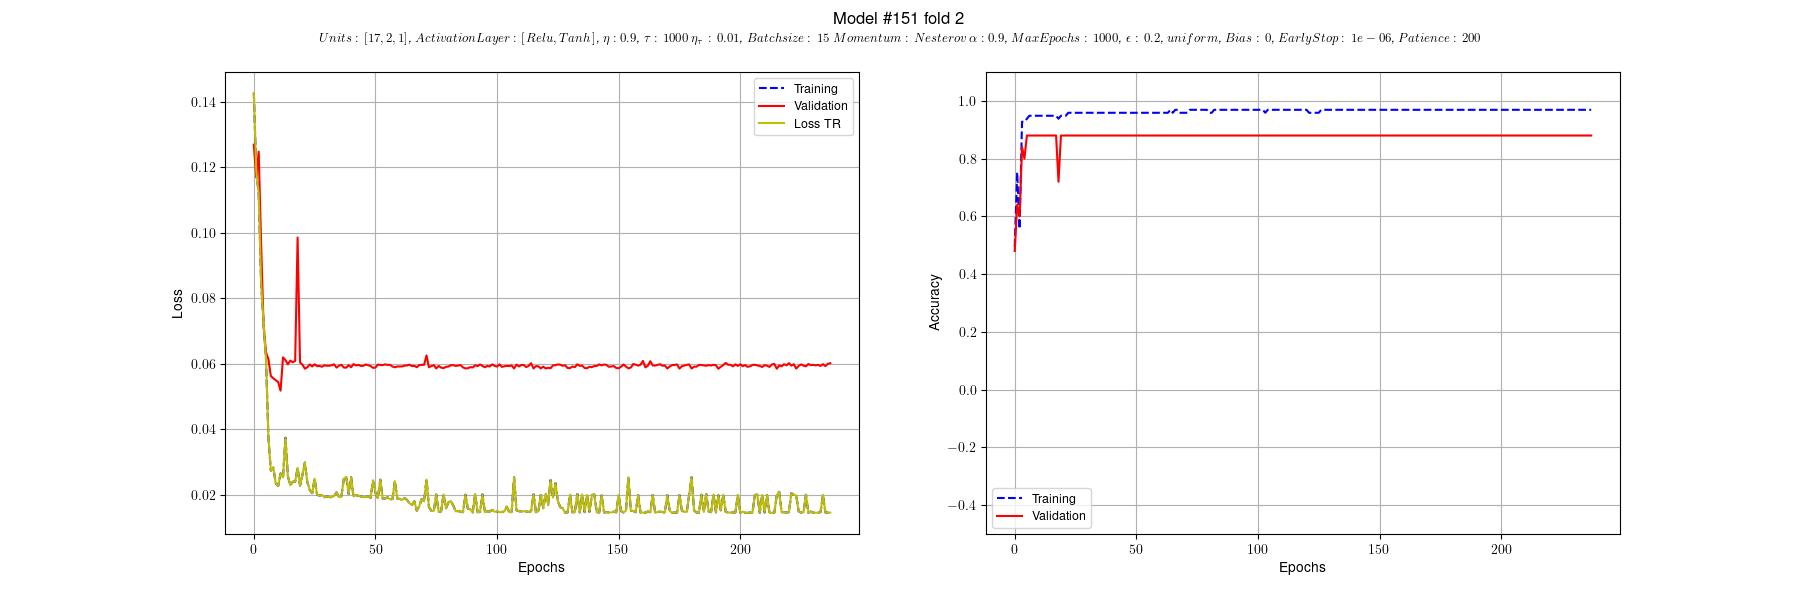 Model #151 fold 2
Units : [17, 2, 1], ActivationLayer : [Relu, Tanh], η : 0.9, τ : 1000 η_τ : 0.01, Batchsize : 15 Momentum : Nesterov α : 0.9, MaxEpochs : 1000, ϵ : 0.2, uniform, Bias : 0, EarlyStop : 1e − 06, Patience : 200
Training
Validation
Loss TR
0.14
0.12
0.10
0.08
0.06
0.04
0.02
Loss
0 50 100 150 200
Epochs
1.0
0.8
0.6
0.4
0.2
0.0
−0.2
−0.4
Accuracy
Training
Validation
0 50 100 150 200
Epochs